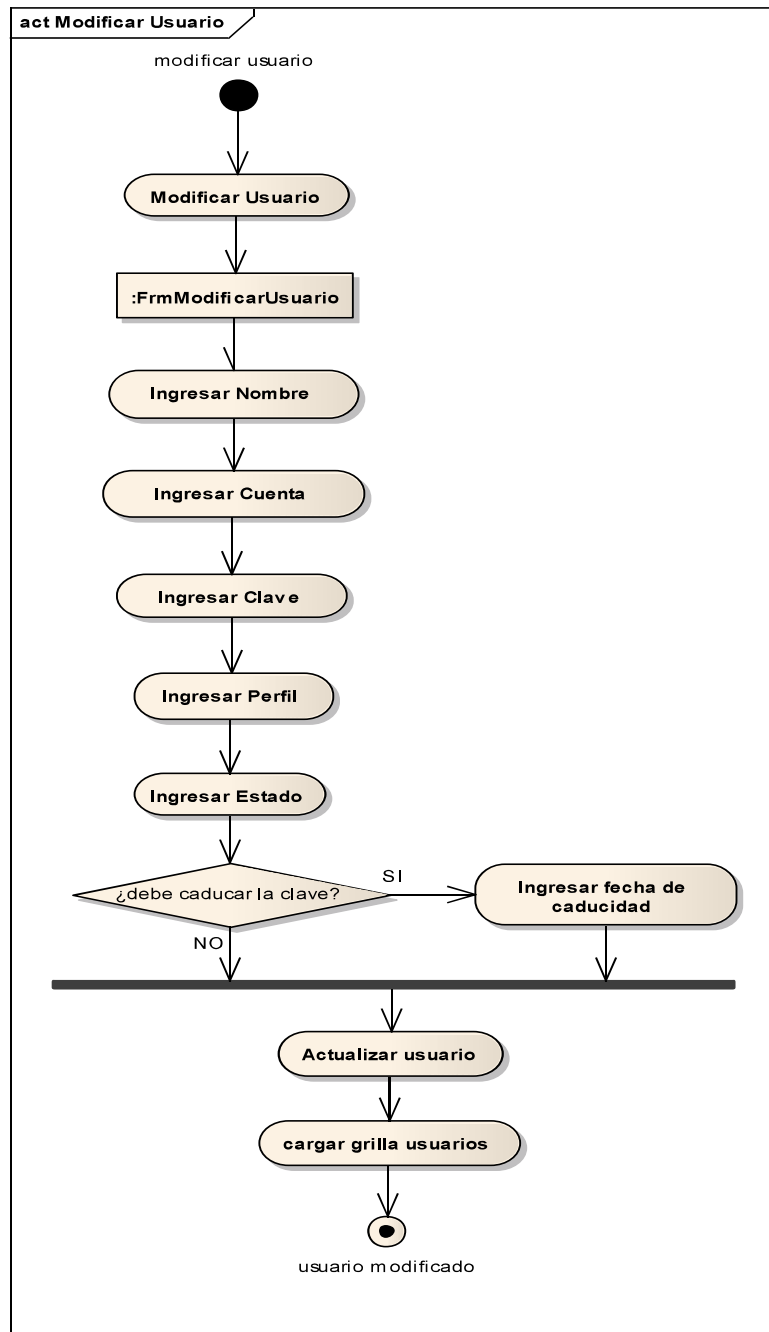 act Modificar Usuario
modificar usuario
Modificar Usuario
:FrmModificarUsuario
Ingresar Nombre
Ingresar Cuenta
Ingresar Clave
Ingresar Perfil
Ingresar Estado
¿debe caducar la clave?
SI
Ingresar fecha de
caducidad
NO
Actualizar usuario
cargar grilla usuarios
usuario modificado